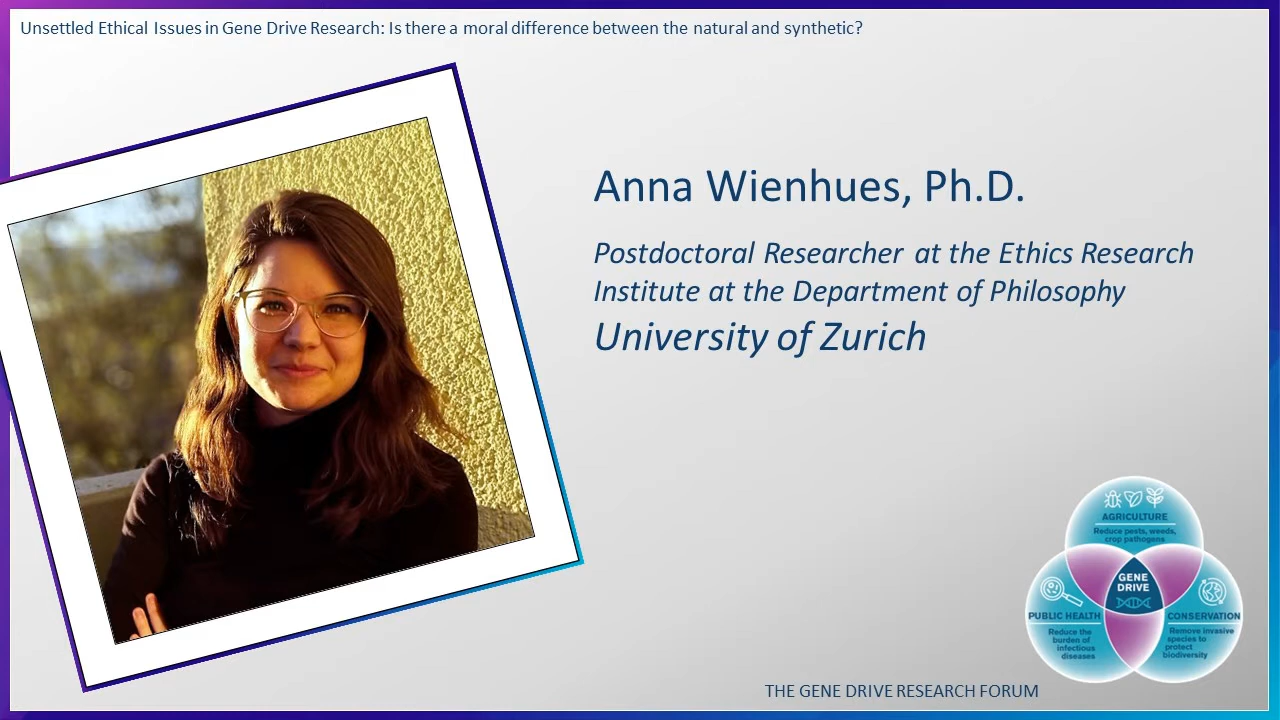 Unsettled Ethical Issues in Gene Drive Research: Is there a moral difference between the natural and synthetic?
Anna Wienhues, Ph.D.
Postdoctoral Researcher at the Ethics Research
Institute at the Department of Philosophy
University of Zurich
AGRICULTURE
Reduce pests, weeds,
crop pathogens
GENE
DRIVE
PUBLIC HEALTH
Reduce the
burden of
infectious
diseases
CONSERVATION
Remove invasive
species to
protect
biodiversity
THE GENE DRIVE RESEARCH FORUM